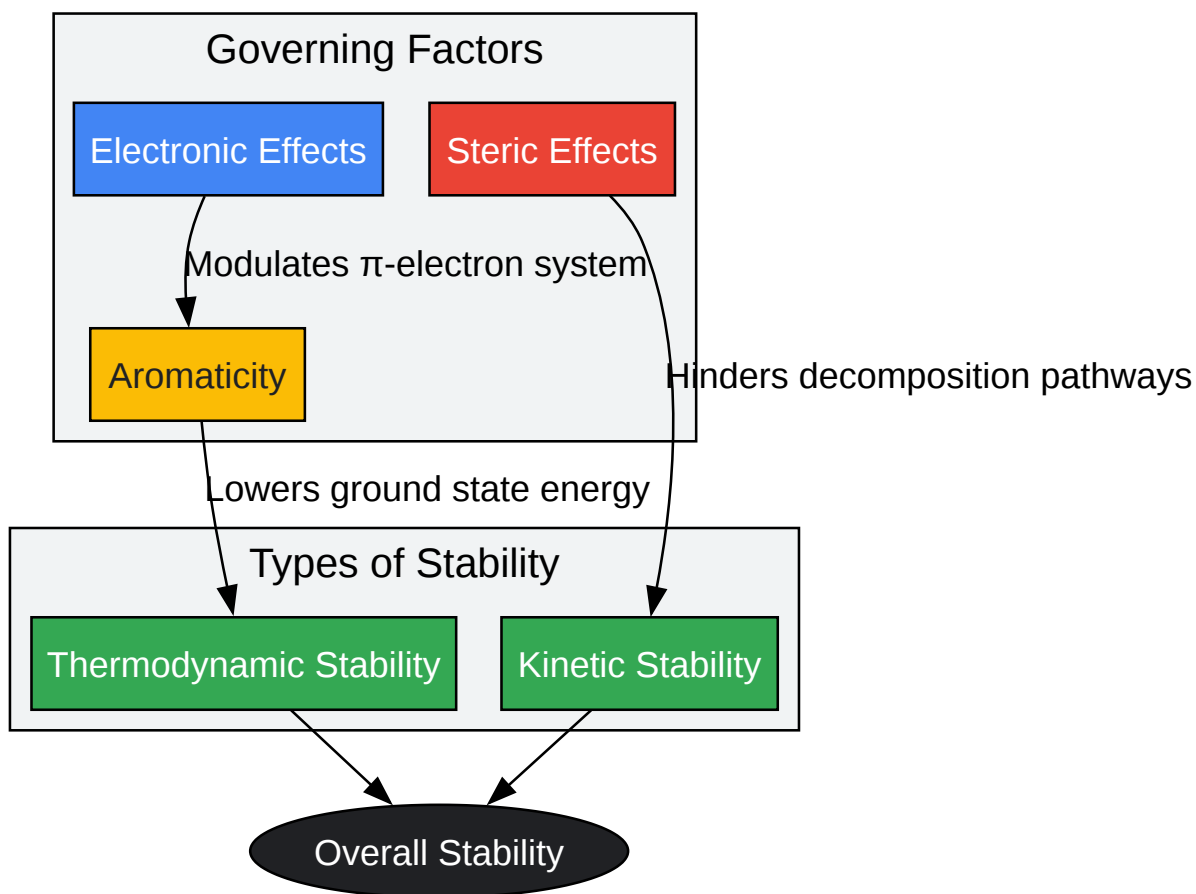 Governing Factors
Electronic Effects
Steric Effects
Modulates π-electron system
Aromaticity
Hinders decomposition pathways
Lowers ground state energy
Types of Stability
Thermodynamic Stability
Kinetic Stability
Overall Stability